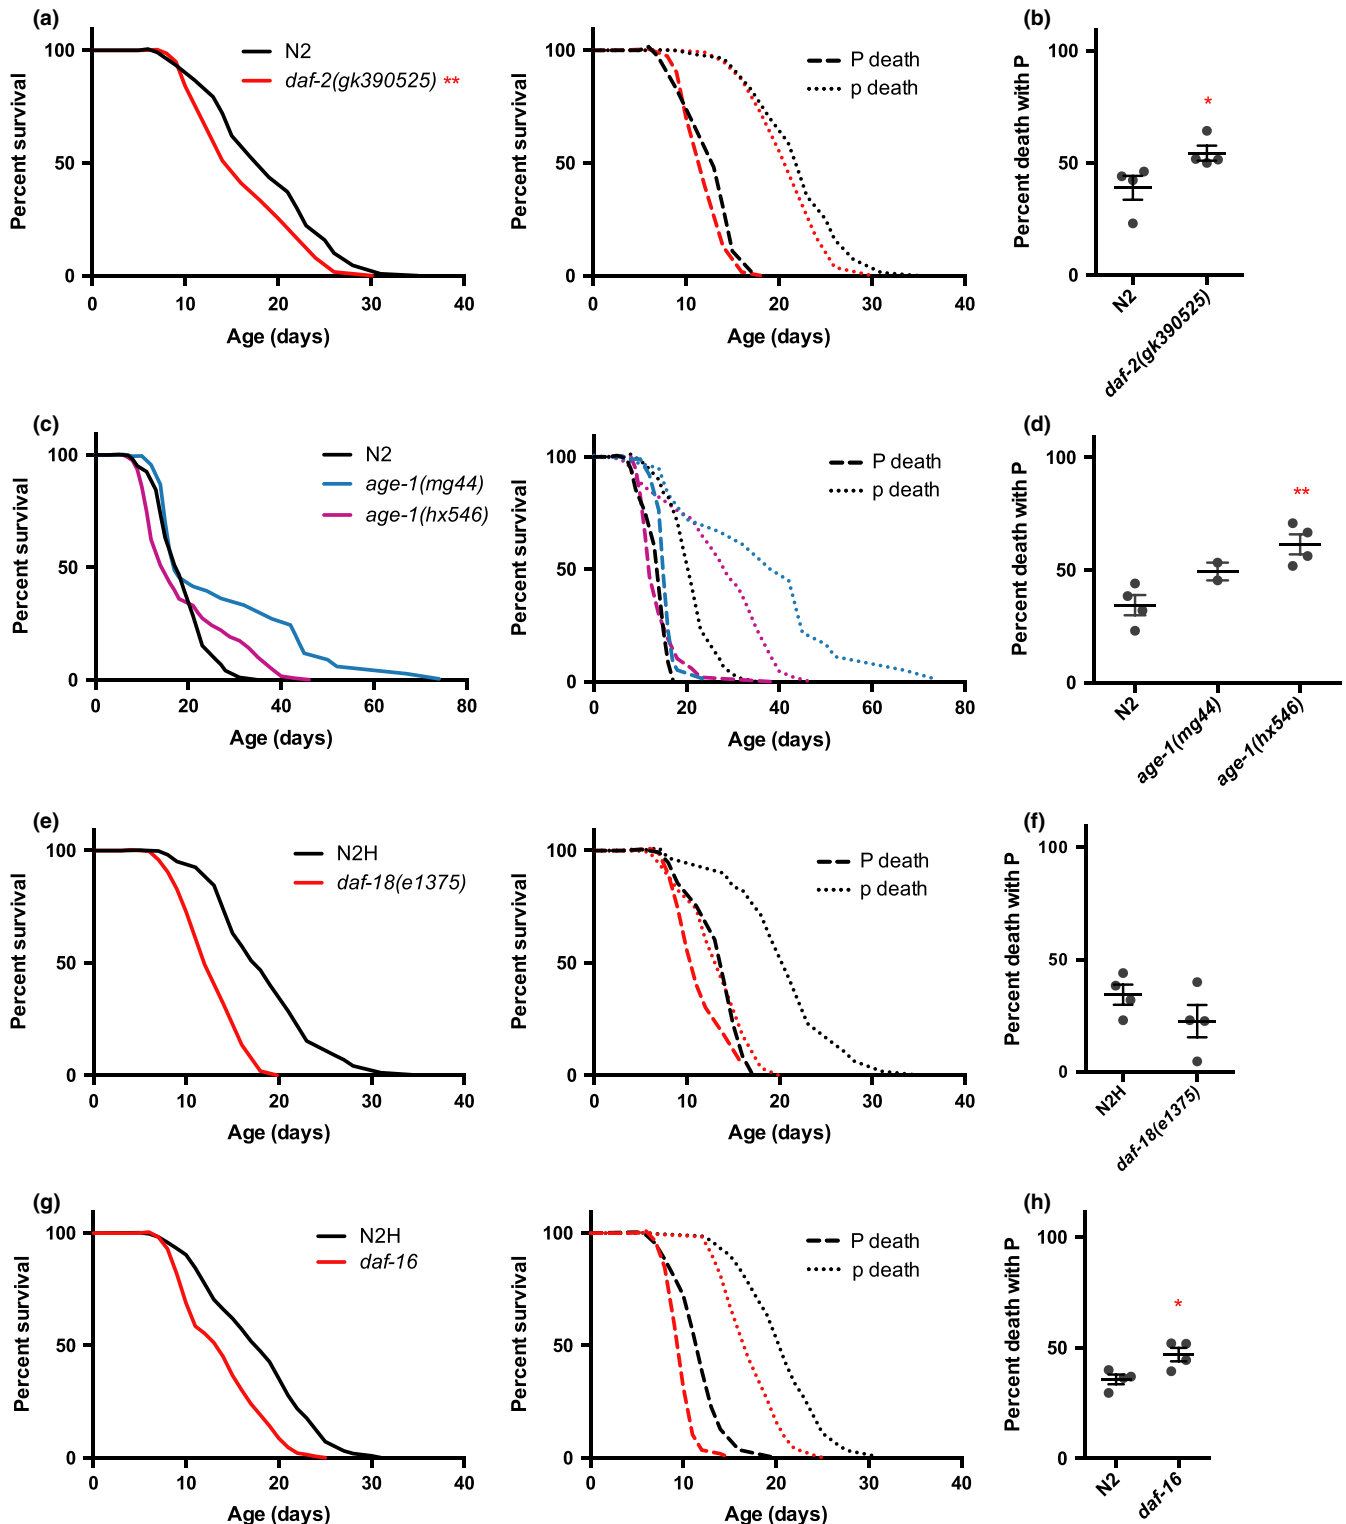 (a)
Percent survival
100
50
0
0 10 20 30 40
Age (days)
N2
daf-2(gk390525) **
Percent survival
100
50
0
0 10 20 30 40
Age (days)
P death
p death
(b)
Percent death with P
100
50
0
*
N2
daf-2(gk390525)
(c)
Percent survival
100
50
0
0 20 40 60 80
Age (days)
N2
age-1(mg44)
age-1(hx546)
Percent survival
100
50
0
0 20 40 60 80
Age (days)
P death
p death
(d)
Percent death with P
100
50
0
**
N2
age-1(mg44)
age-1(hx546)
(e)
Percent survival
100
50
0
0 10 20 30 40
Age (days)
N2H
daf-18(e1375)
Percent survival
100
50
0
0 10 20 30 40
Age (days)
P death
p death
(f)
Percent death with P
100
50
0
N2H
daf-18(e1375)
(g)
Percent survival
100
50
0
0 10 20 30 40
Age (days)
N2H
daf-16
Percent survival
100
50
0
0 10 20 30 40
Age (days)
P death
p death
(h)
Percent death with P
100
50
0
*
N2
daf-16